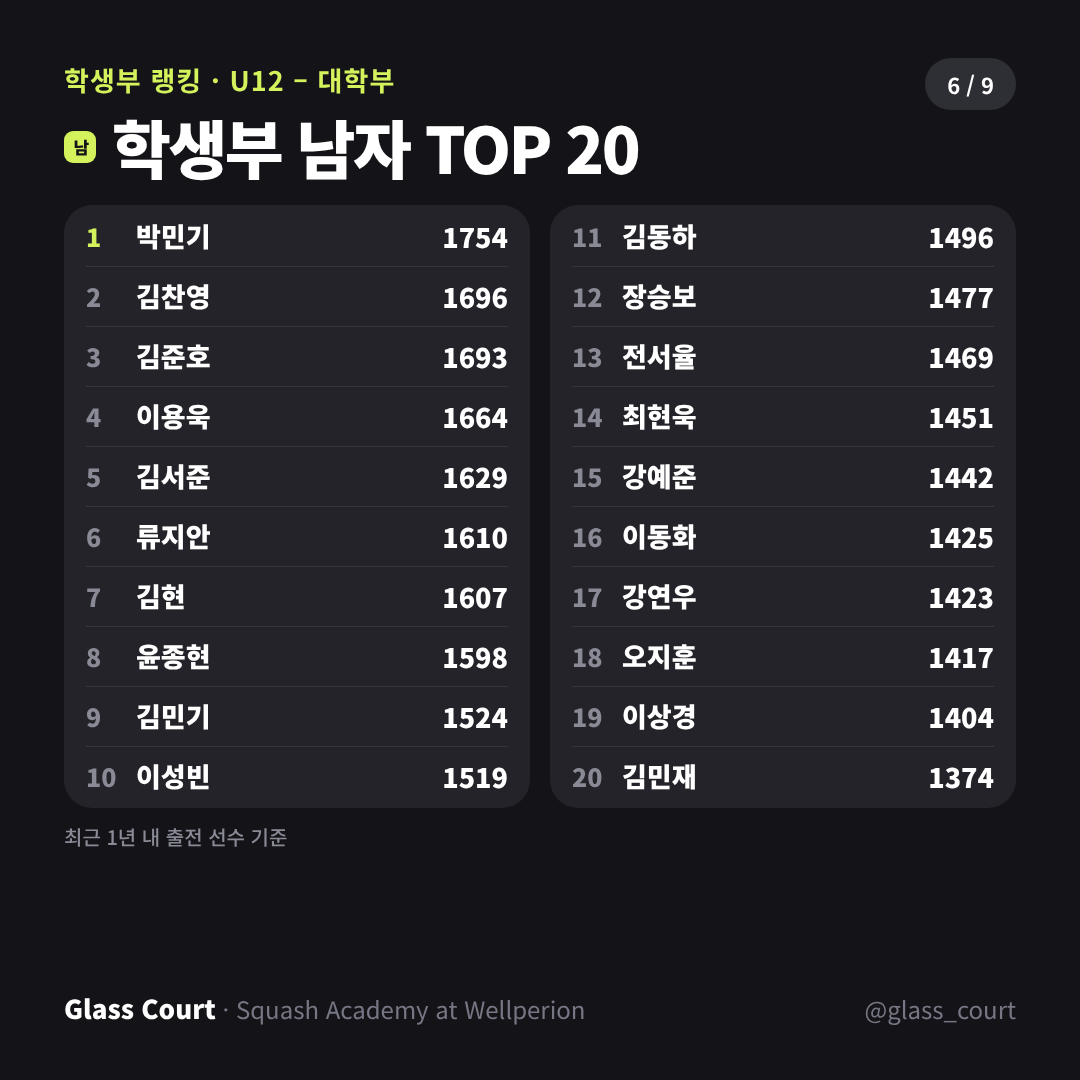 학생부 랭킹 · U12 – 대학부
6 / 9
남 학생부 남자 TOP 20
1 박민기 1754
2 김찬영 1696
3 김준호 1693
4 이용욱 1664
5 김서준 1629
6 류지안 1610
7 김현 1607
8 윤종현 1598
9 김민기 1524
10 이성빈 1519
11 김동하 1496
12 장승보 1477
13 전서율 1469
14 최현욱 1451
15 강예준 1442
16 이동화 1425
17 강연우 1423
18 오지훈 1417
19 이상경 1404
20 김민재 1374
최근 1년 내 출전 선수 기준
Glass Court · Squash Academy at Wellperion
@glass_court